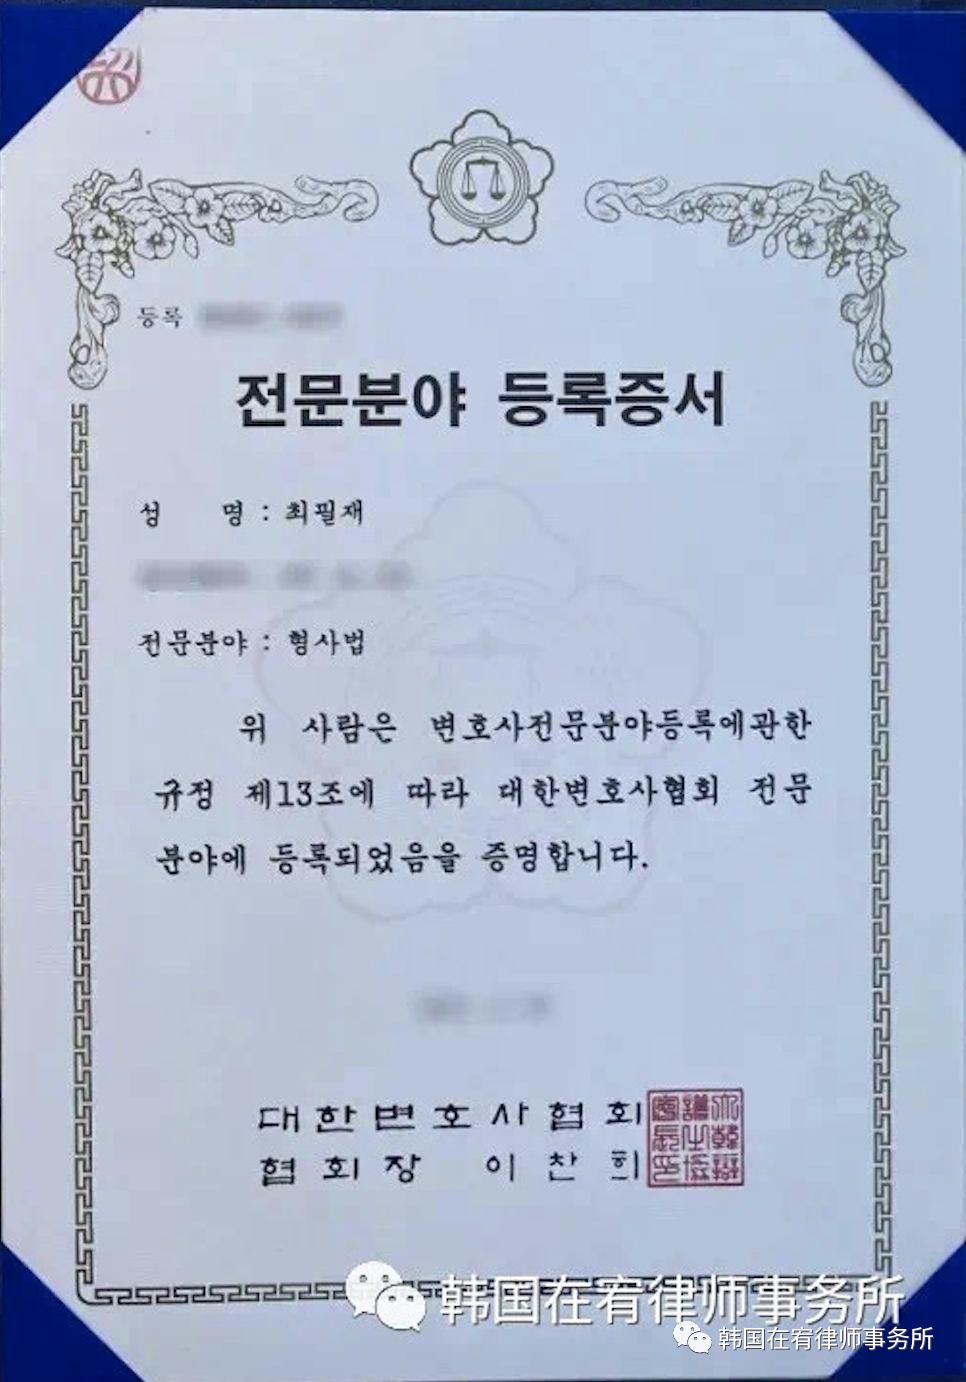 등록
전문분야 등록증서
성 명 : 최필재
전문분야 : 형사법
위 사람은 변호사전문분야등록에관한
규정 제13조에 따라 대한변호사협회 전문
분야에 등록되었음을 증명합니다.
대한변호사협회
협회장 이찬희
韩国在宥律师事务所
韩国在宥律师事务所